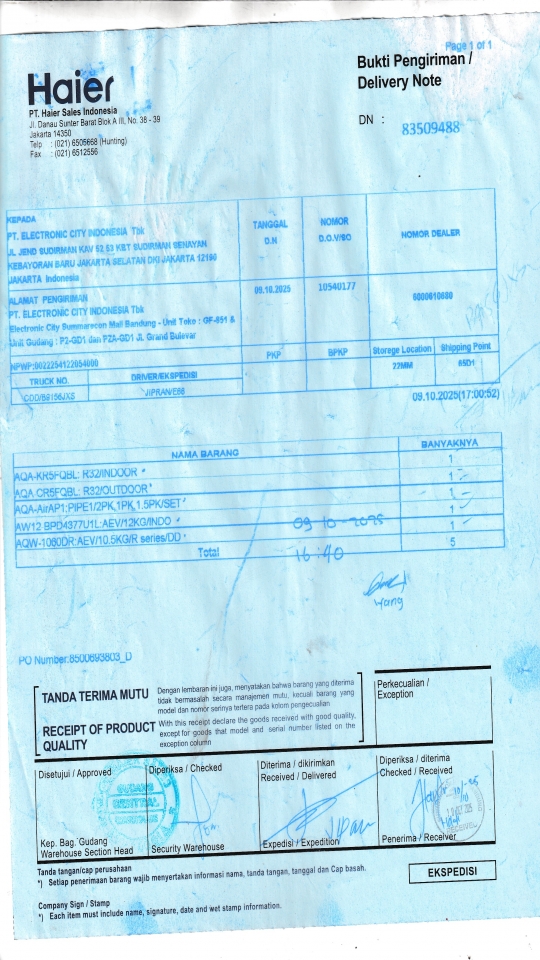 Page 1 of 1
Haier
Bukti Pengiriman /
Delivery Note
PT. Haier Sales Indonesia
Jl. Danau Sunter Barat Blok A III, No. 38 - 39
Jakarta 14350
Telp : (021) 6505668 (Hunting)
Fax : (021) 6512556
DN : 83509488
KEPADA
PT. ELECTRONIC CITY INDONESIA Tbk
JL JEND SUDIRMAN KAV 52 53 KBT SUDIRMAN SENAYAN
KEBAYORAN BARU JAKARTA SELATAN DKI JAKARTA 12190
JAKARTA Indonesia
TANGGAL
D.N
NOMOR
D.O.V/SO
NOMOR DEALER
ALAMAT PENGIRIMAN
PT. ELECTRONIC CITY INDONESIA Tbk
Electronic City Summarecon Mall Bandung - Unit Toko : GF-851 &
Unit Gudang : P2-GD1 dan P2A-GD1 Jl. Grand Bulevar
09.10.2025
10540177
6000010680
NPWP:0022254122054000
PKP
BPKP
Storage Location
Shipping Point
22MM
65D1
TRUCK NO.
DRIVER/EKSPEDISI
CDD/B9156JXS
JIPRAN/E68
09.10.2025(17:00:52)
NAMA BARANG BANYAKNYA
AQA-KR5FQBL: R32/INDOOR 1
AQA CR5FQBL: R32/OUTDOOR 1
AQA-AirAP1:PIPE1/2PK,1PK,1.5PK/SET 1
AW12 BPD4377U1L:AEV/12KG/INDO 1
AQW-1060DR:AEV/10.5KG/R series/DD
Total 5
09-10-2025
16:40
Wang
PO Number:6500693803_D
TANDA TERIMA MUTU
Dengan lembaran ini juga, menyatakan bahwa barang yang diterima
tidak bermasalah secara manajemen mutu, kecuali barang yang
model dan nomor serinya tertera pada kolom pengecualian
RECEIPT OF PRODUCT
QUALITY
With this receipt declare the goods received with good quality,
except for goods that model and serial number listed on the
exception column
Perkecualian /
Exception
Disetujui / Approved
Diperiksa / Checked
Diterima / dikirimkan
Received / Delivered
Diperiksa / diterima
Checked / Received
GUDANG
CENTRAL
Kep. Bag. Gudang
Warehouse Section Head
Security Warehouse
Expedisi / Expedition
Penerima / Receiver
Tanda tangan/cap perusahaan
*) Setiap penerimaan barang wajib menyertakan informasi nama, tanda tangan, tanggal dan Cap basah.
EKSPEDISI
Company Sign / Stamp
*) Each item must include name, signature, date and wet stamp information.